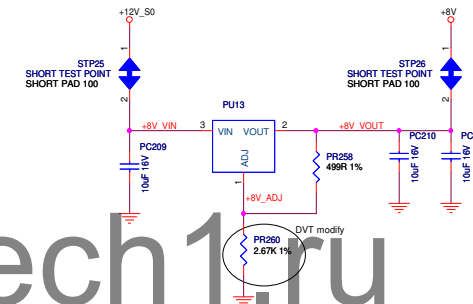 +12V_S0
+8V
1
1
STP25
SHORT TEST POINT
SHORT PAD 100
STP26
SHORT TEST POINT
SHORT PAD 100
2
2
PU13
+8V_VIN
3
VIN
VOUT
2
+8V_VOUT
ADJ
1
PC209
10uF 16V
PR258
499R 1%
PC210
10uF 16V
PC
10uF 16V
+8V_ADJ
DVT modify
PR260
2.67K 1%
ech1.ru